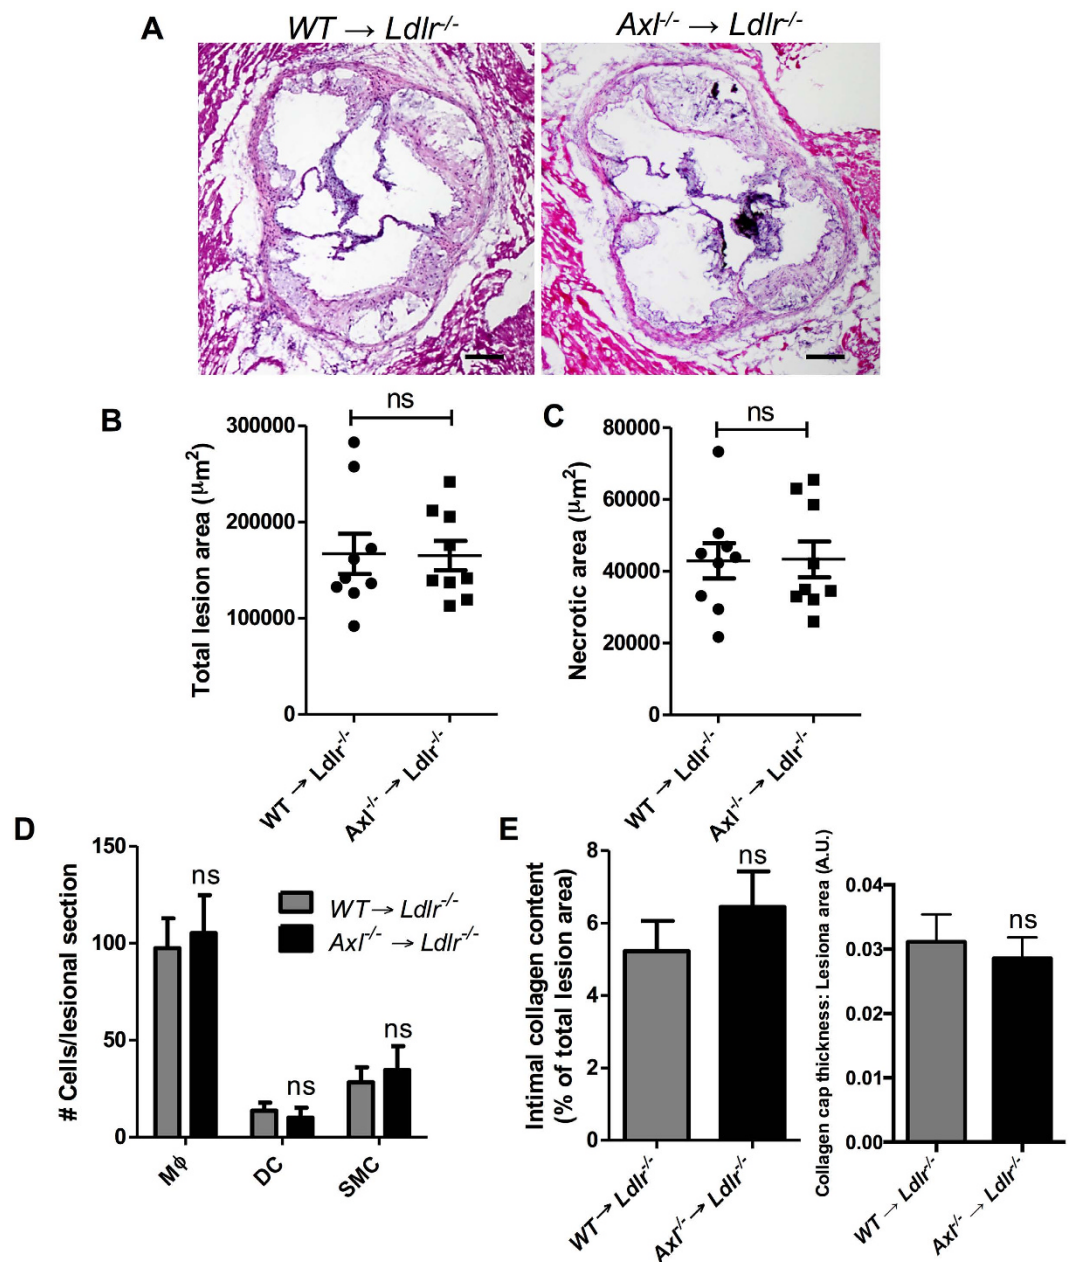 A
WT → Ldlr-/-
Axl-/- → Ldlr-/-
B
ns
Total lesion area (μm²)
300000
200000
100000
0
WT → Ldlr-/-
Axl-/- → Ldlr-/-
C
ns
Necrotic area (μm²)
80000
60000
40000
20000
0
WT → Ldlr-/-
Axl-/- → Ldlr-/-
D
# Cells/lesional section
150
100
50
0
ns
ns
ns
WT → Ldlr-/-
Axl-/- → Ldlr-/-
Mϕ
DC
SMC
E
Intimal collagen content
(% of total lesion area)
8
6
4
2
0
ns
WT → Ldlr-/-
Axl-/- → Ldlr-/-
Collagen cap thickness: Lesiona area (A.U.)
0.04
0.03
0.02
0.01
0.00
ns
WT → Ldlr-/-
Axl-/- → Ldlr-/-